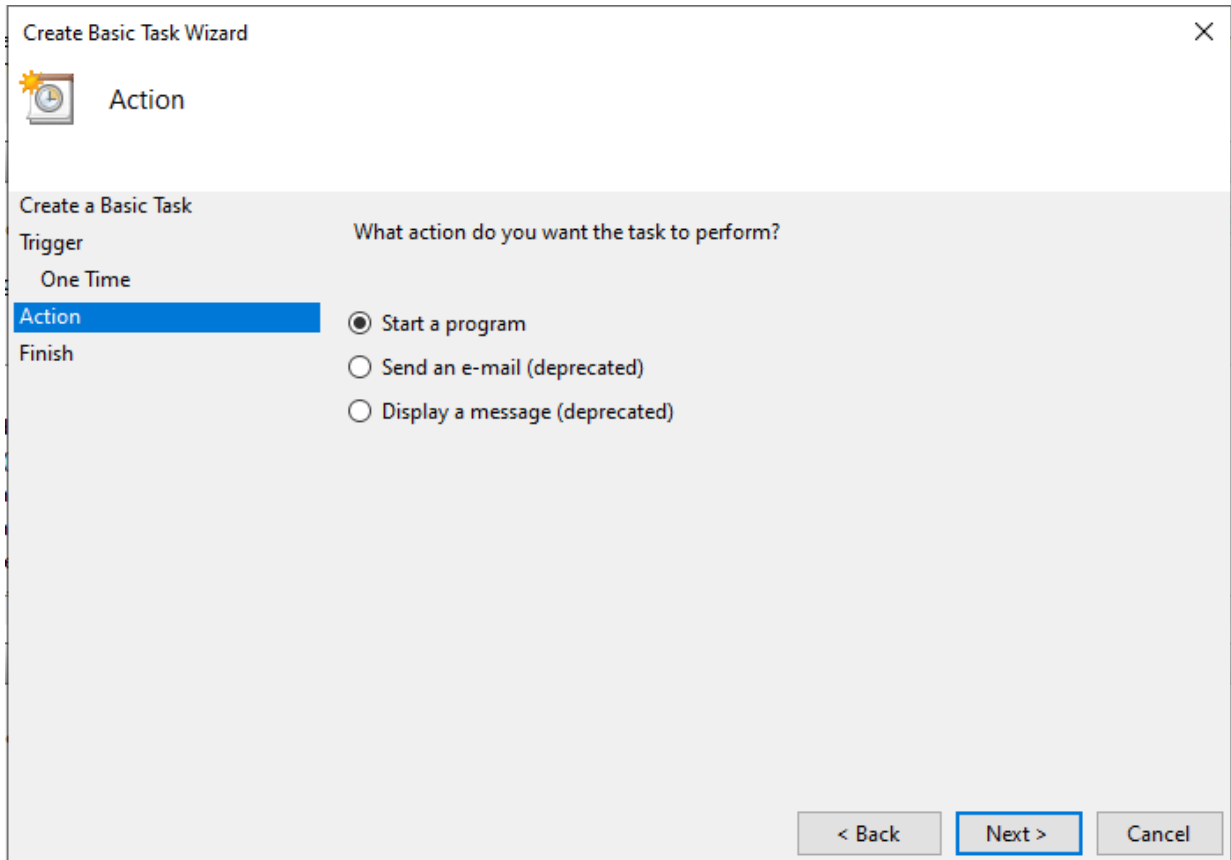 Create Basic Task Wizard
Action
Create a Basic Task
Trigger
One Time
Action
Finish
What action do you want the task to perform?
Start a program
Send an e-mail (deprecated)
Display a message (deprecated)
< Back
Next >
Cancel